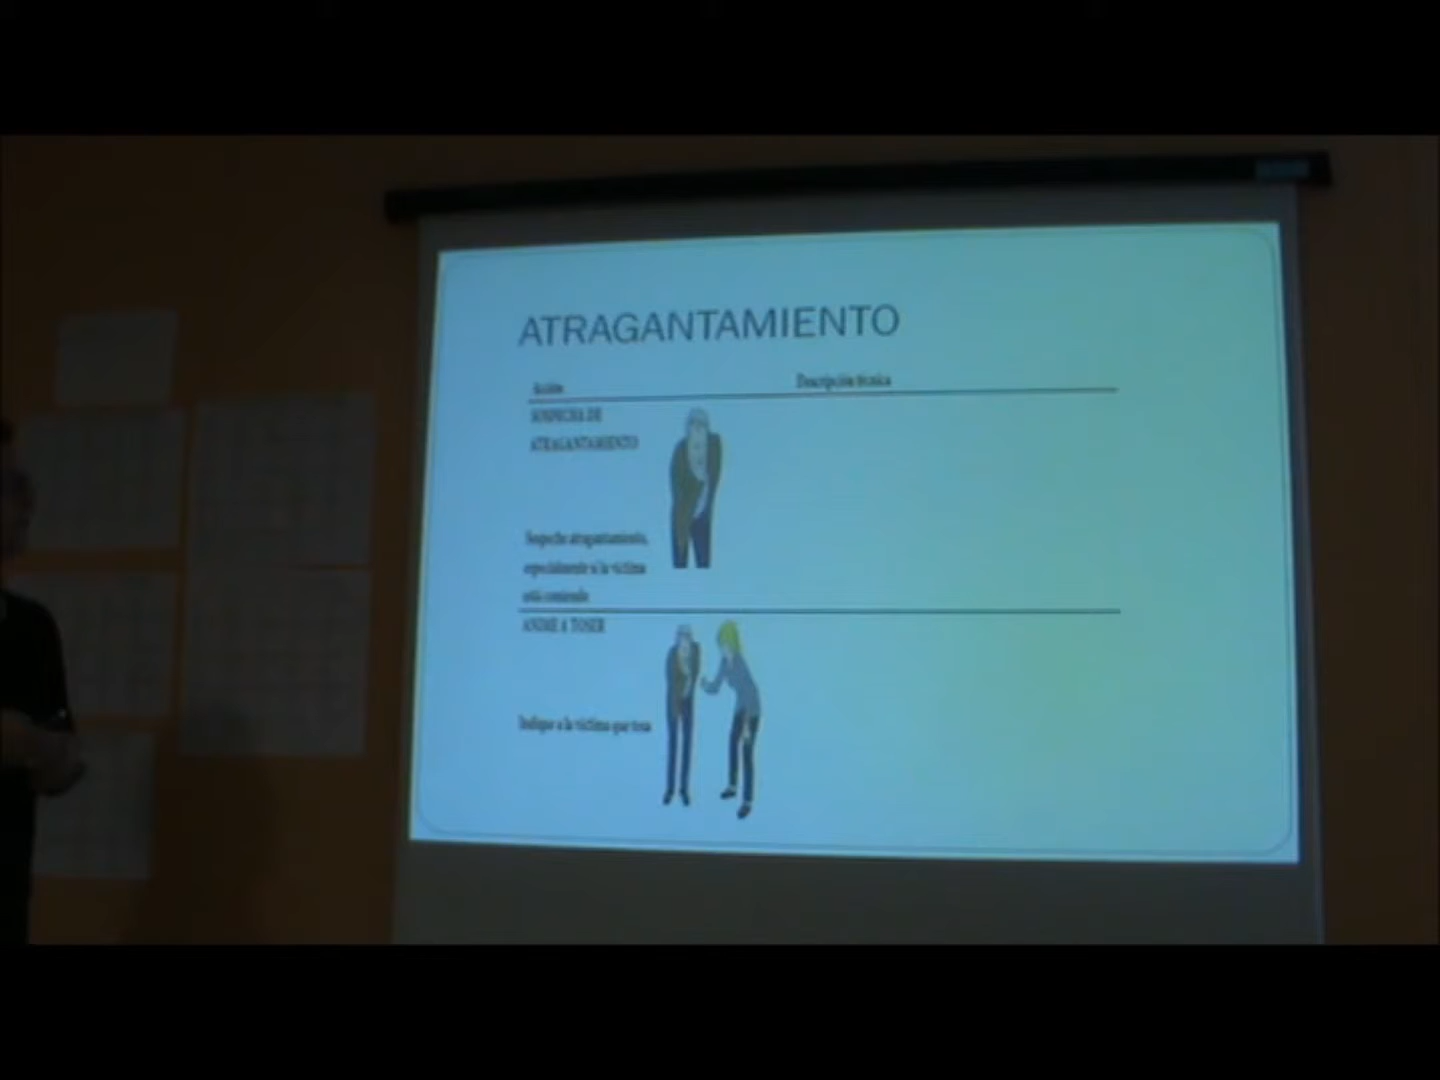 ATRAGANTAMIENTO
Acción
Descripción técnica
SOSPECHA DE
ATRAGANTAMIENTO
Sospeche atragantamiento,
especialmente si la víctima
está comiendo
ANIME A TOSER
Indique a la víctima que tosa